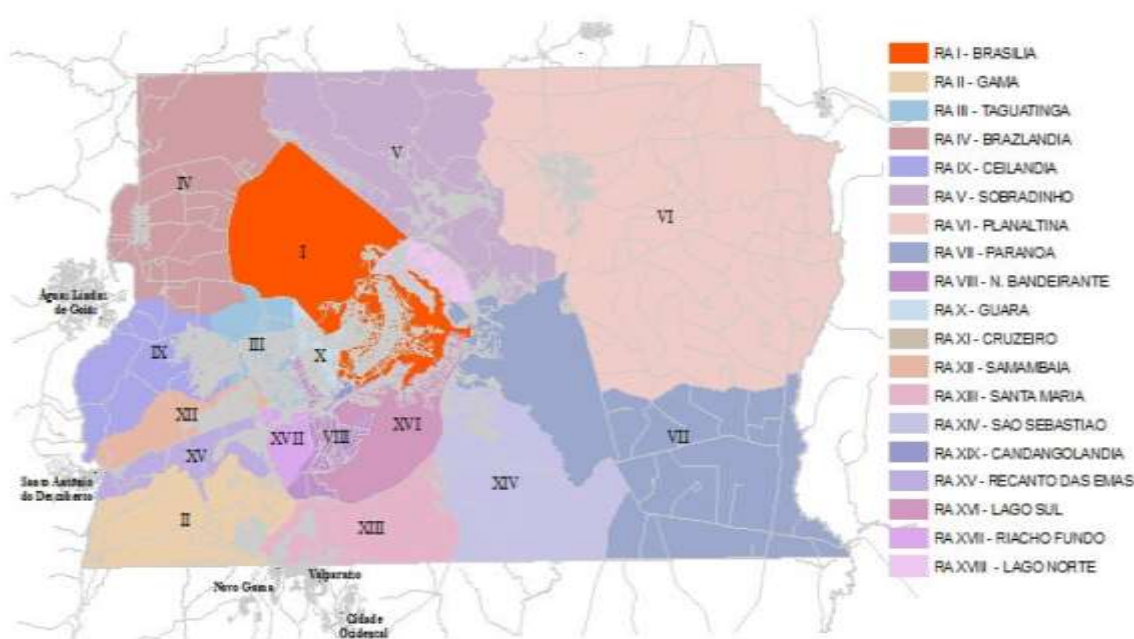 IV
V
VI
I
Águas Lindas
de Goiás
IX
III
X
XII
XVII
VIII
XVI
VII
XV
XIV
Santo Antônio
do Descoberto
II
XIII
Novo Gama
Valparaíso
Cidade
Ocidental
RA I - BRASILIA
RA II - GAMA
RA III - TAGUATINGA
RA IV - BRAZLANDIA
RA IX - CEILANDIA
RA V - SOBRADINHO
RA VI - PLANALTINA
RA VII - PARANOA
RA VIII - N. BANDEIRANTE
RA X - GUARA
RA XI - CRUZEIRO
RA XII - SAMAMBAIA
RA XIII - SANTA MARIA
RA XIV - SAO SEBASTIAO
RA XIX - CANDANGOLANDIA
RA XV - RECANTO DAS EMAS
RA XVI - LAGO SUL
RA XVII - RIACHO FUNDO
RA XVIII - LAGO NORTE